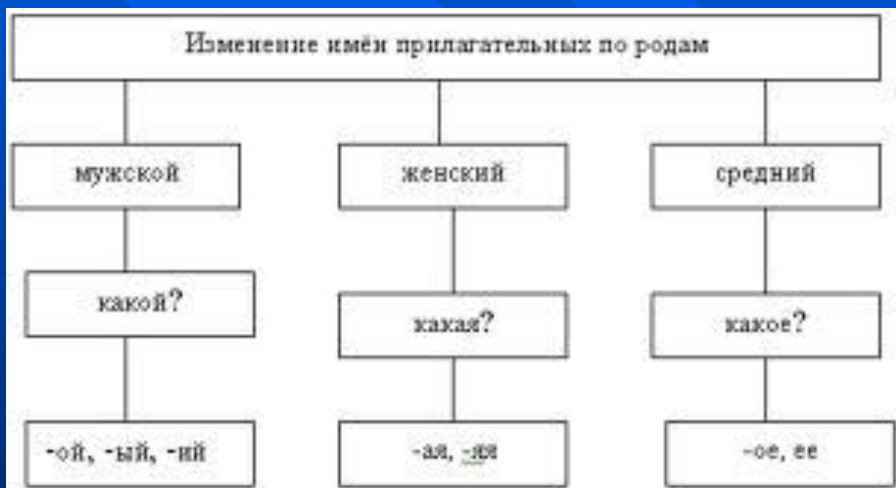 Изменение имён прилагательных по родам
мужской
женский
средний
какой?
какая?
какое?
-ой, -ый, -ий
-ая, -яя
-ое, ее